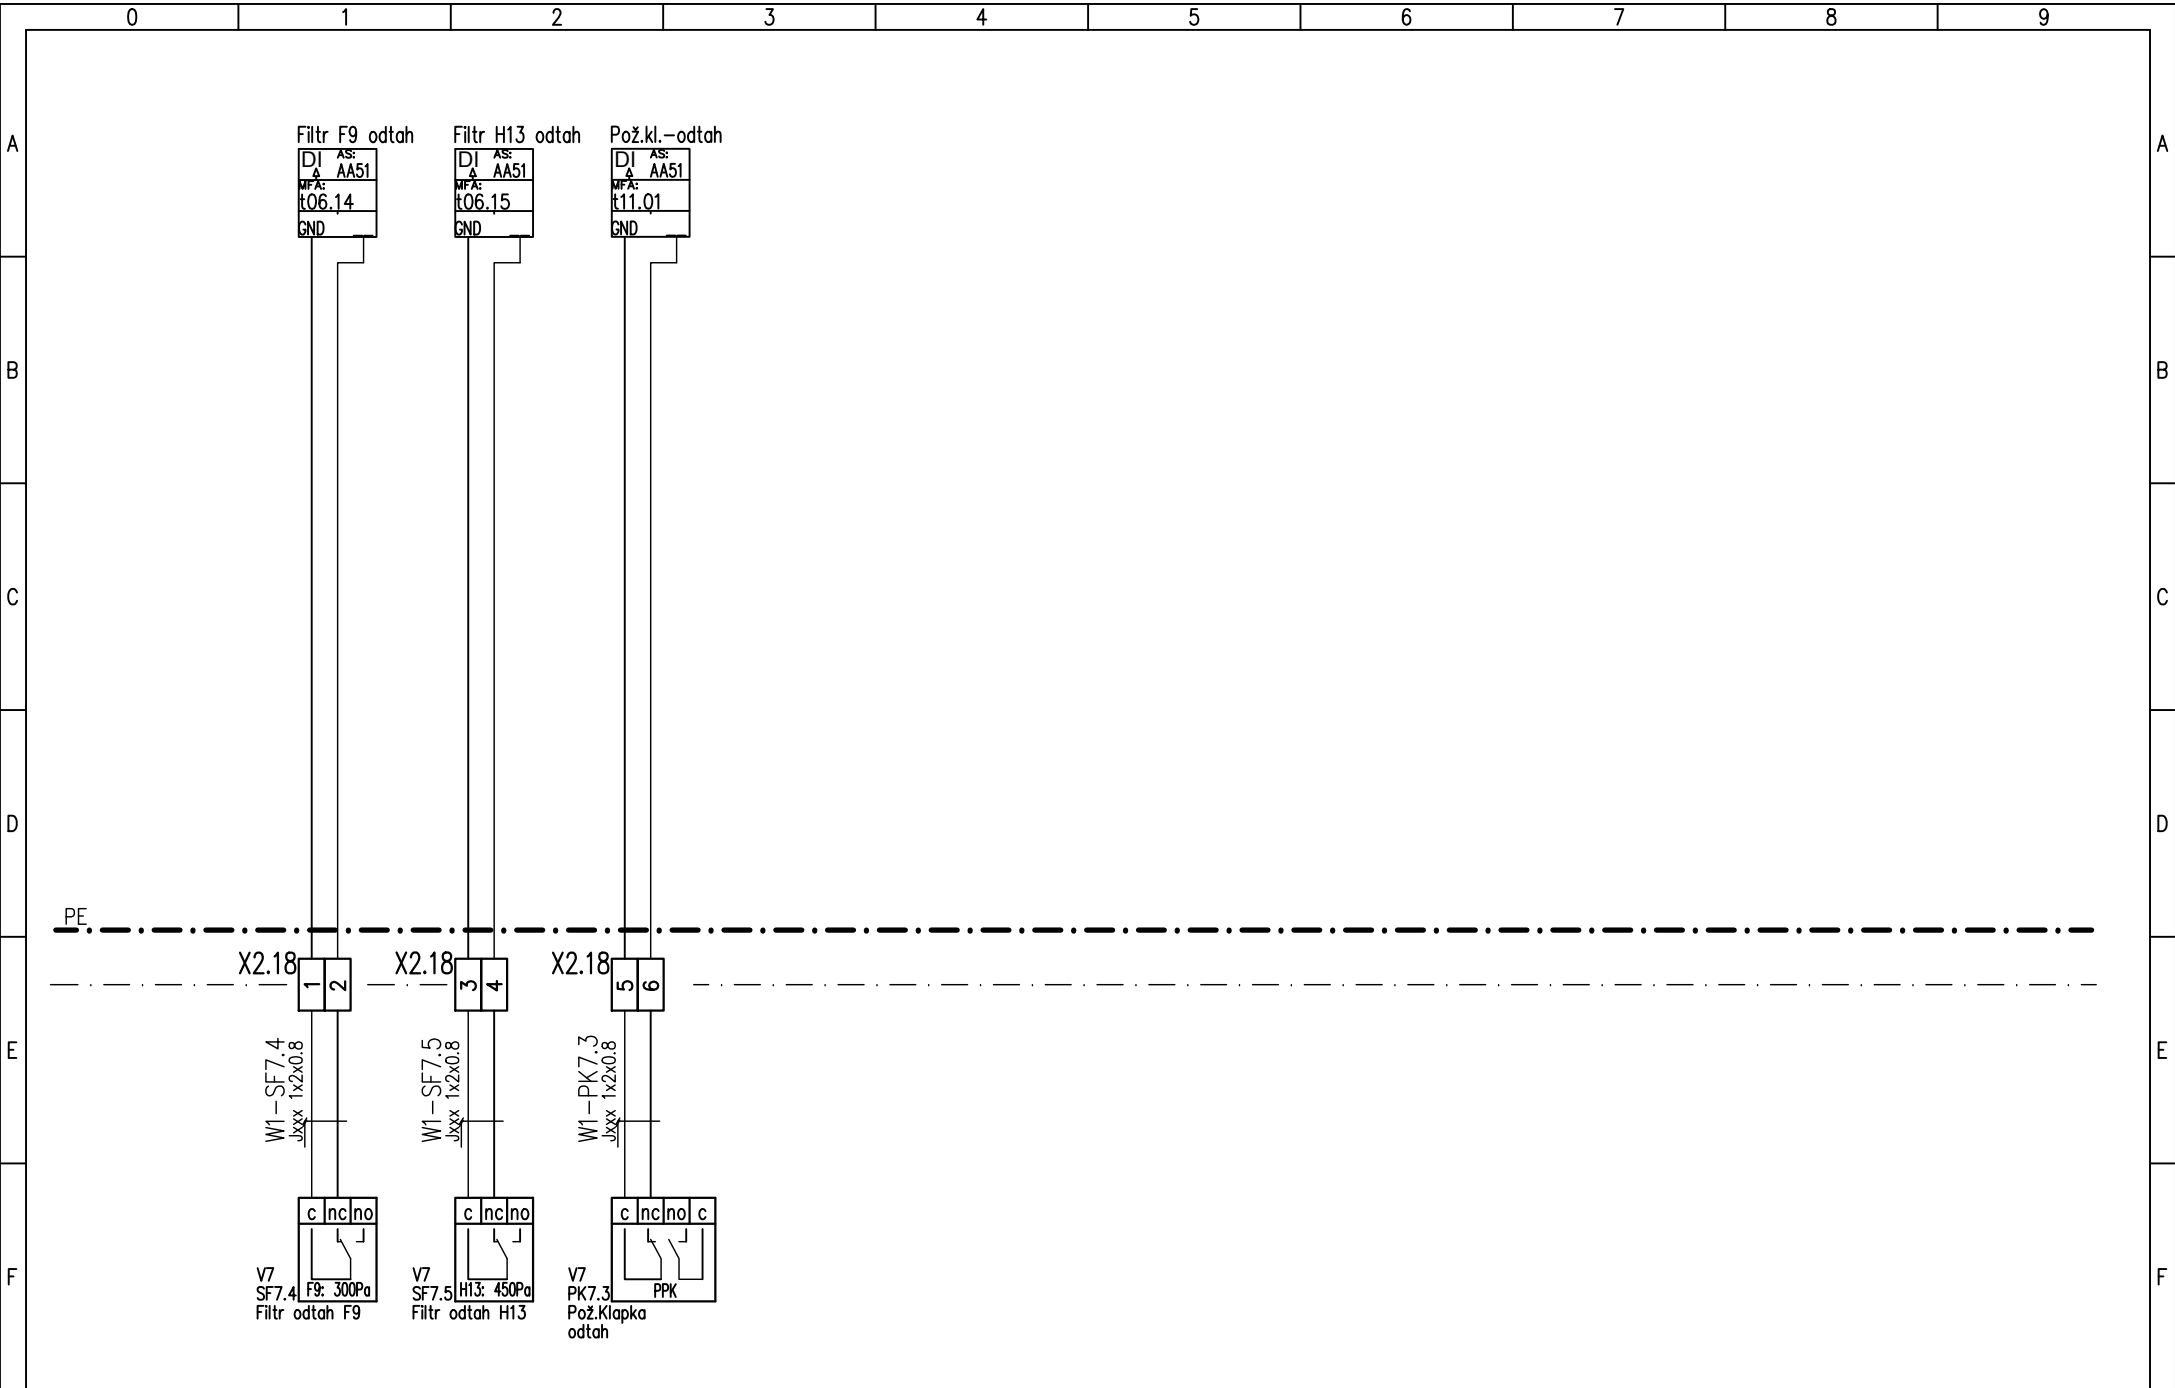 0 1 2 3 4 5 6 7 8 9
A A
Filtr F9 odtah Filtr H13 odtah Pož.kl.-odtah
DI AS: DI AS: DI AS:
AA51 AA51 AA51
MFA: MFA: MFA:
t06.14 t06.15 t11.01
GND GND GND
B B
C C
D D
PE
X2.18 1 2 X2.18 3 4 X2.18 5 6
E E
W1-SF7.4
Jxxx 1x2x0.8
W1-SF7.5
Jxxx 1x2x0.8
W1-PK7.3
Jxxx 1x2x0.8
c nc no c nc no c nc no c
F F
V7 V7 V7
SF7.4 F9: 300Pa SF7.5 H13: 450Pa PK7.3 PPK
Filtr odtah F9 Filtr odtah H13 Pož.Klapka
odtah